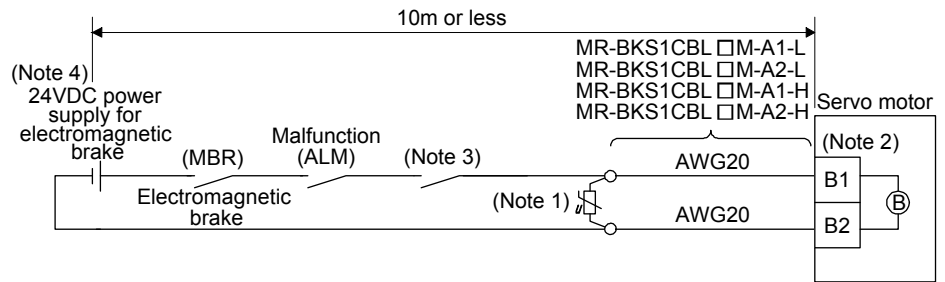 10m or less
MR-BKS1CBL □M-A1-L
MR-BKS1CBL □M-A2-L
MR-BKS1CBL □M-A1-H
MR-BKS1CBL □M-A2-H
(Note 4)
24VDC power
supply for
electromagnetic
brake
Servo motor
(MBR)
Electromagnetic
brake
Malfunction
(ALM)
(Note 3)
(Note 1)
AWG20
AWG20
(Note 2)
B1
B2
B